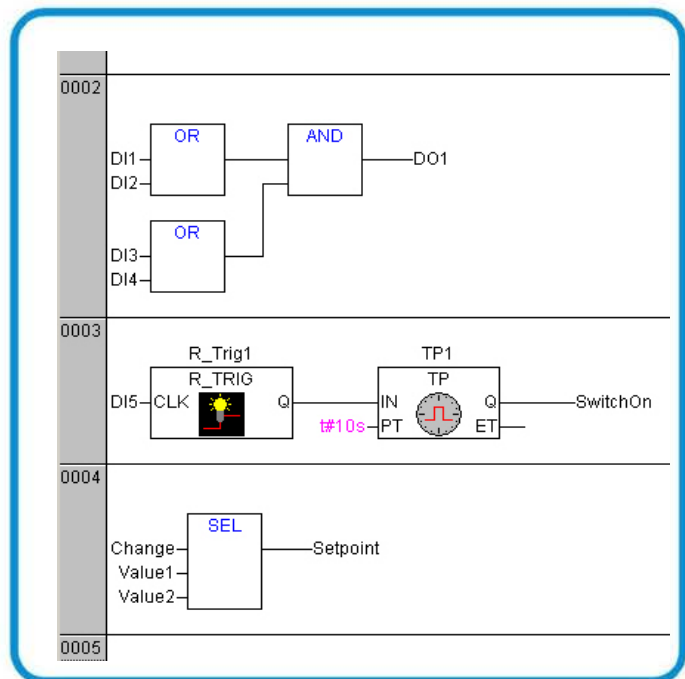 0002
OR AND
DI1 DO1
DI2
OR
DI3
DI4
0003
R_Trig1 TP1
R_TRIG TP
DI5 CLK Q IN Q SwitchOn
t#10s PT ET
0004
SEL
Change Setpoint
Value1
Value2
0005